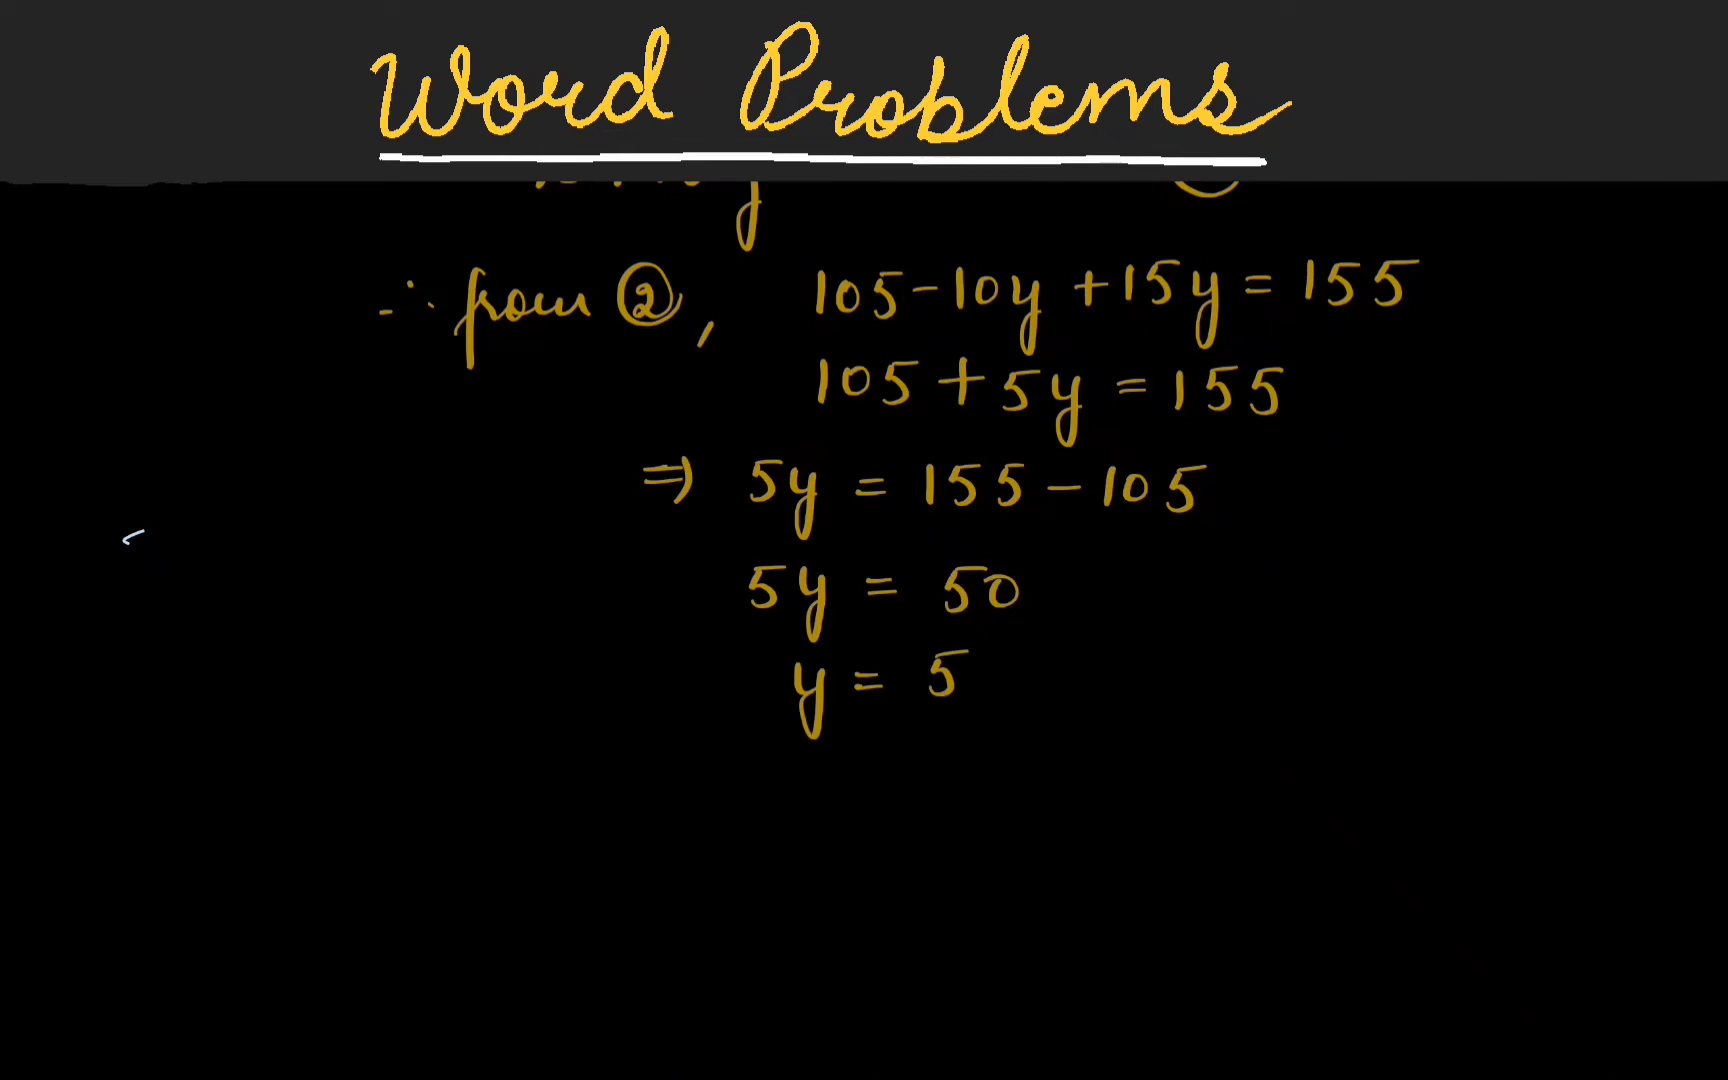 Word Problems
∴ from ②, 105-10y+15y=155
105+5y=155
⇒ 5y = 155-105
5y = 50
y = 5